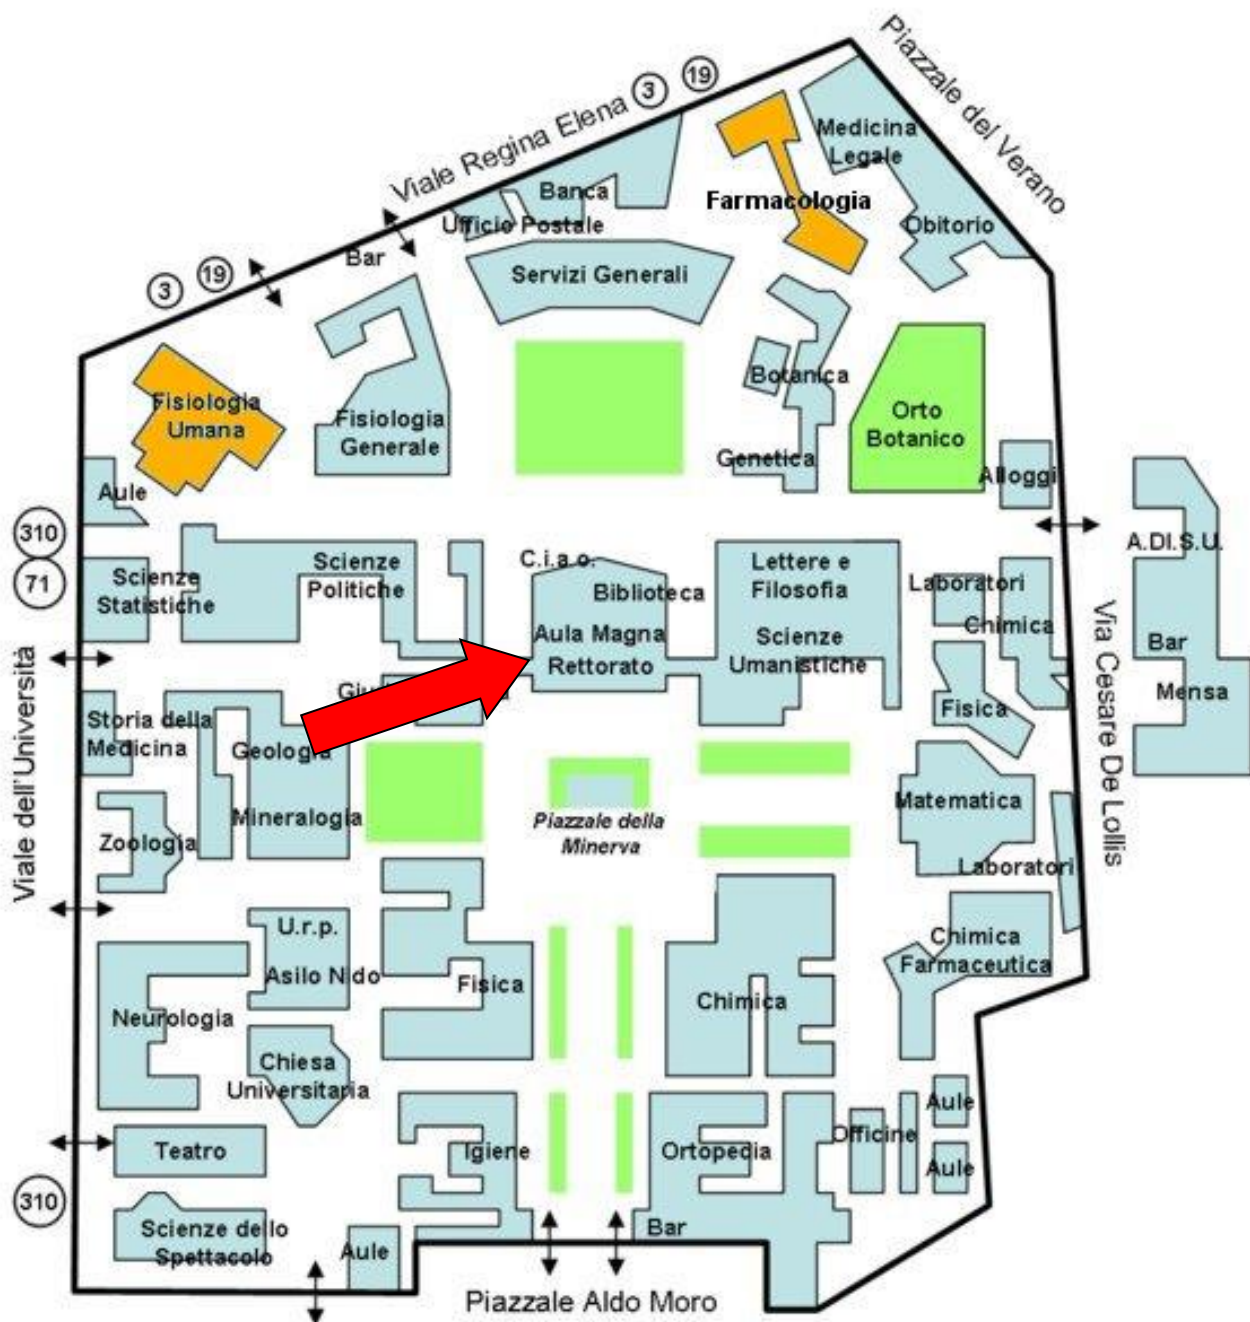 Piazzale del Verano
3
19
Viale Regina Elena
Medicina
Legale
Banca
Farmacologia
Ufficio Postale
Obitorio
Bar
3
19
Servizi Generali
Botanica
Fisiologia
Umana
Fisiologia
Generale
Orto
Botanico
Genetica
Alloggi
Aule
310
71
A.DI.S.U.
Scienze
Statistiche
Scienze
Politiche
C.i.a.o.
Biblioteca
Lettere e
Filosofia
Laboratori
Chimica
Aula Magna
Rettorato
Scienze
Umanistiche
Bar
Mensa
Via Cesare De Lollis
Viale dell'Università
Storia della
Medicina
Geologia
Fisica
Mineralogia
Zoologia
Piazzale della
Minerva
Matematica
Laboratori
U.r.p.
Asilo Nido
Fisica
Chimica
Chimica
Farmaceutica
Neurologia
Chiesa
Universitaria
Aule
Officine
Teatro
Igiene
Ortopedia
Aule
310
Scienze dello
Spettacolo
Aule
Bar
Piazzale Aldo Moro